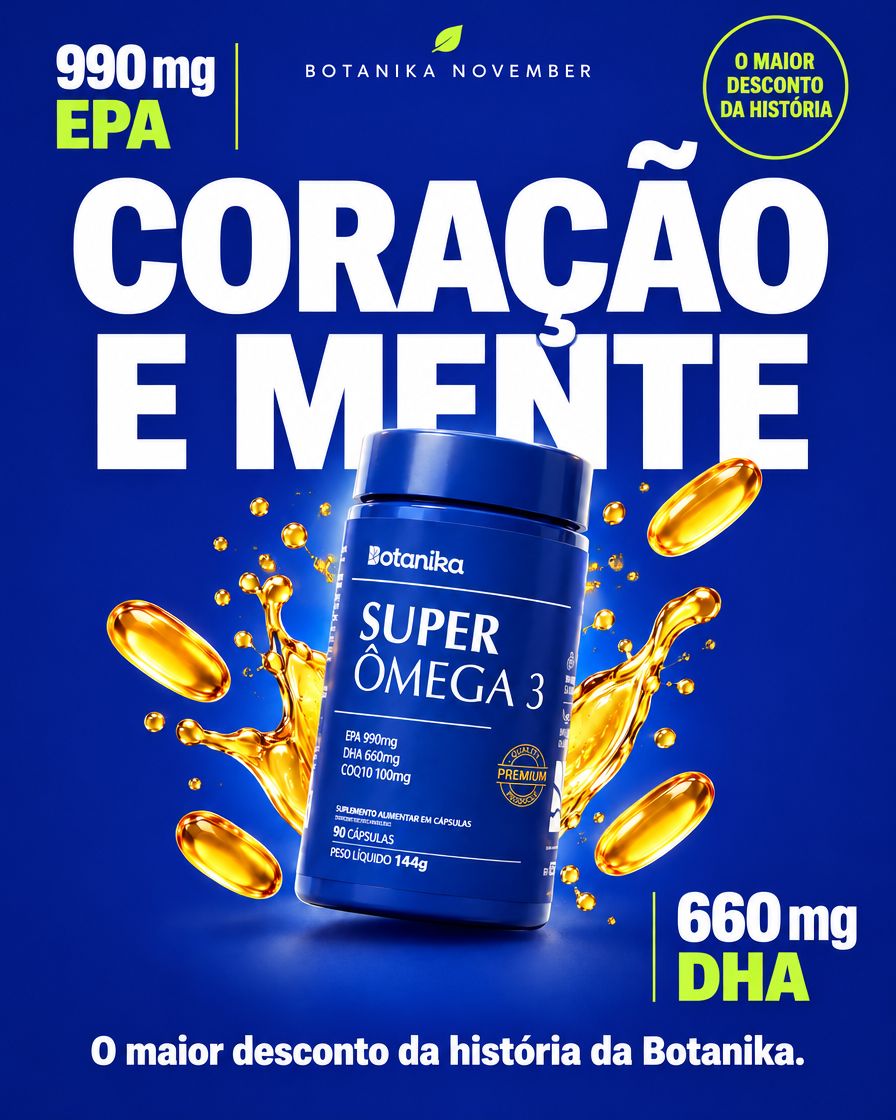 990 mg
EPA
BOTANIKA NOVEMBER
O MAIOR
DESCONTO
DA HISTÓRIA
CORAÇÃO
E MENTE
Botanika
SUPER
ÔMEGA 3
EPA 990mg
DHA 660mg
COQ10 100mg
QUALITY
PREMIUM
SUPLEMENTO ALIMENTAR EM CÁPSULAS
90 CÁPSULAS
PESO LÍQUIDO 144g
660 mg
DHA
O maior desconto da história da Botanika.